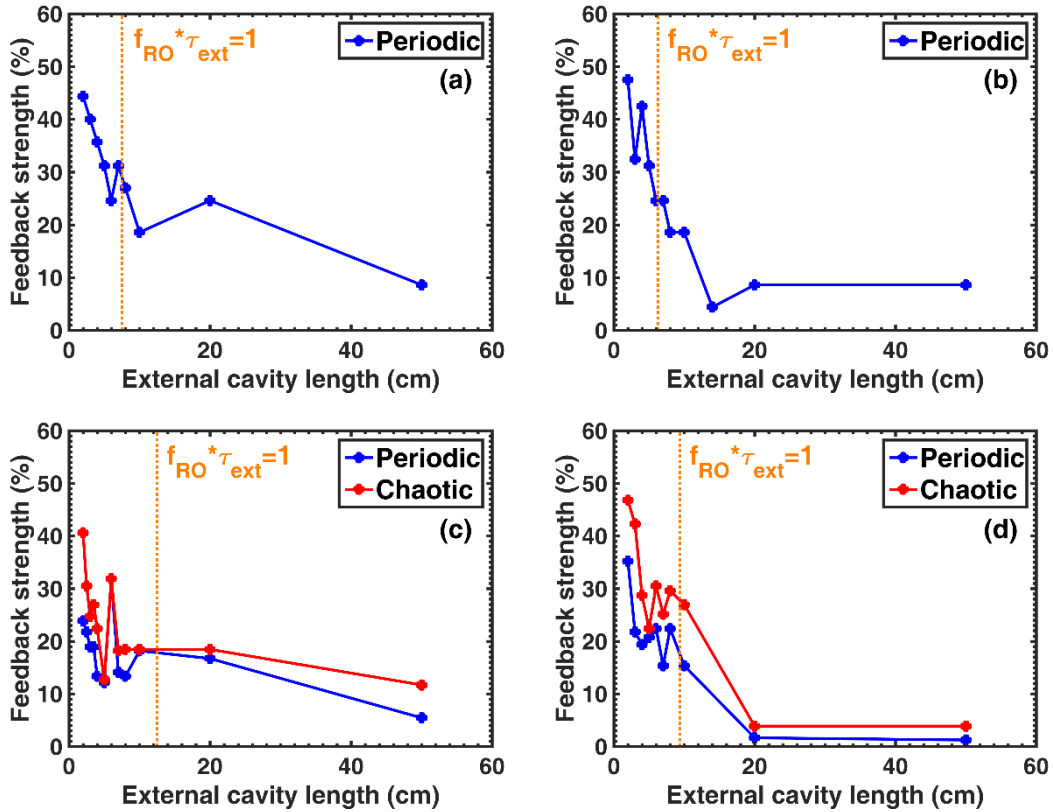 60
50
40
30
20
10
0
Feedback strength (%)
f_RO*τ_ext=1
Periodic
(a)
0 20 40 60
External cavity length (cm)
60
50
40
30
20
10
0
Feedback strength (%)
f_RO*τ_ext=1
Periodic
(b)
0 20 40 60
External cavity length (cm)
60
50
40
30
20
10
0
Feedback strength (%)
f_RO*τ_ext=1
Periodic
Chaotic
(c)
0 20 40 60
External cavity length (cm)
60
50
40
30
20
10
0
Feedback strength (%)
f_RO*τ_ext=1
Periodic
Chaotic
(d)
0 20 40 60
External cavity length (cm)